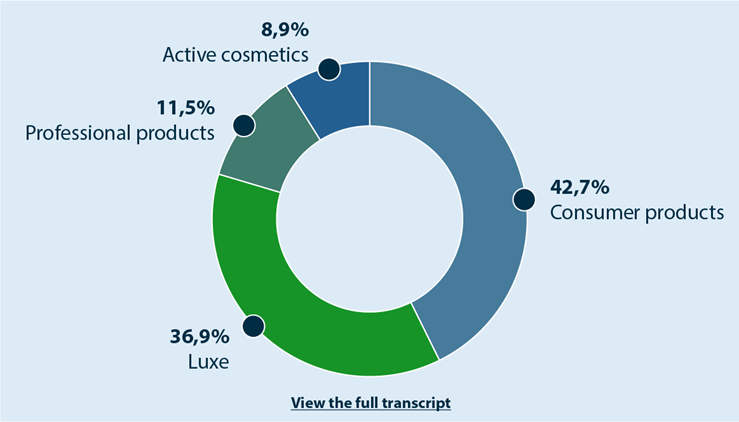 8,9%
Active cosmetics
11,5%
Professional products
42,7%
Consumer products
36,9%
Luxe
View the full transcript